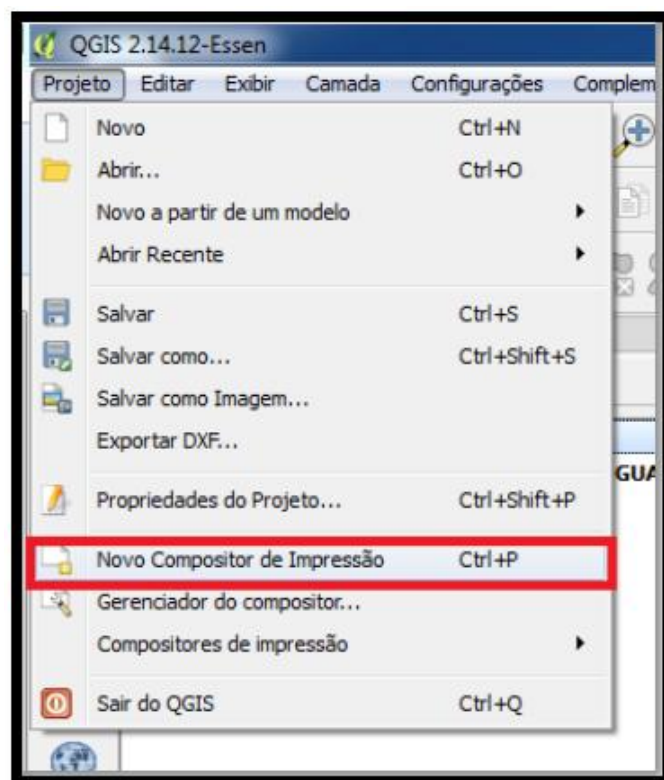 QGIS 2.14.12-Essen
Projeto Editar Exibir Camada Configurações Complem
Novo Ctrl+N
Abrir... Ctrl+O
Novo a partir de um modelo
Abrir Recente
Salvar Ctrl+S
Salvar como... Ctrl+Shift+S
Salvar como Imagem...
Exportar DXF...
GUA
Propriedades do Projeto... Ctrl+Shift+P
Novo Compositor de Impressão Ctrl+P
Gerenciador do compositor...
Compositores de impressão
Sair do QGIS Ctrl+Q